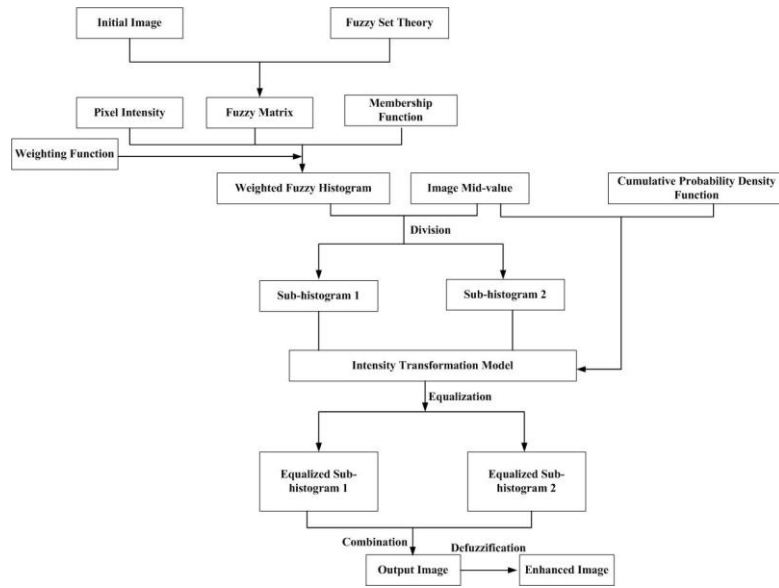 Initial Image
Fuzzy Set Theory
Pixel Intensity
Fuzzy Matrix
Membership
Function
Weighting Function
Weighted Fuzzy Histogram
Image Mid-value
Cumulative Probability Density
Function
Division
Sub-histogram 1
Sub-histogram 2
Intensity Transformation Model
Equalization
Equalized Sub-
histogram 1
Equalized Sub-
histogram 2
Combination
Defuzzification
Output Image
Enhanced Image